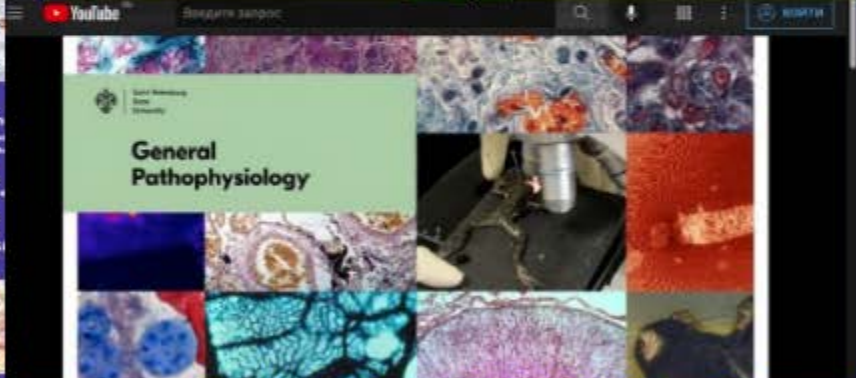 YouTube
Введите запрос
ВОЙТИ
Saint Petersburg
State
University
General
Pathophysiology